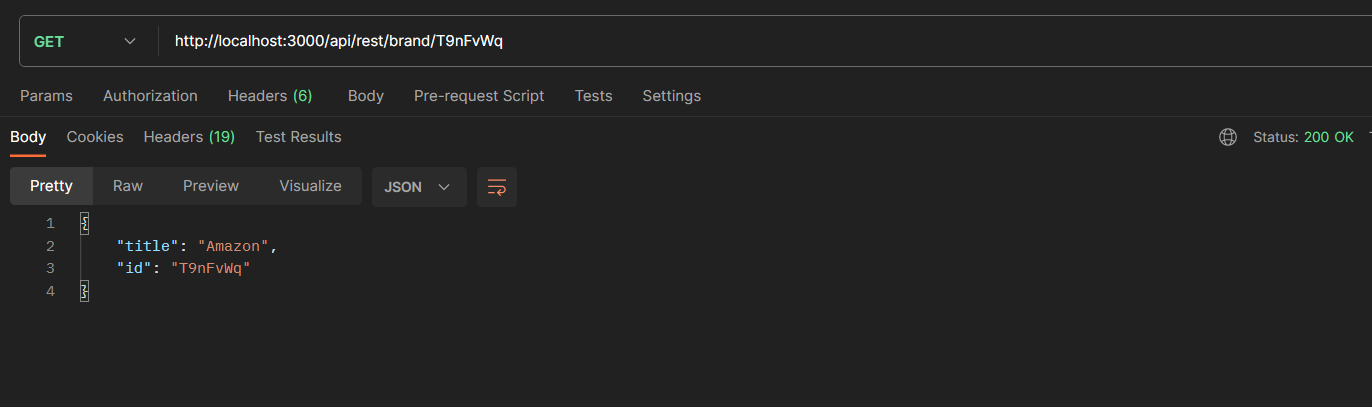 GET http://localhost:3000/api/rest/brand/T9nFvWq
Params Authorization Headers (6) Body Pre-request Script Tests Settings
Body Cookies Headers (19) Test Results Status: 200 OK
Pretty Raw Preview Visualize JSON
1 {
2 "title": "Amazon",
3 "id": "T9nFvWq"
4 }